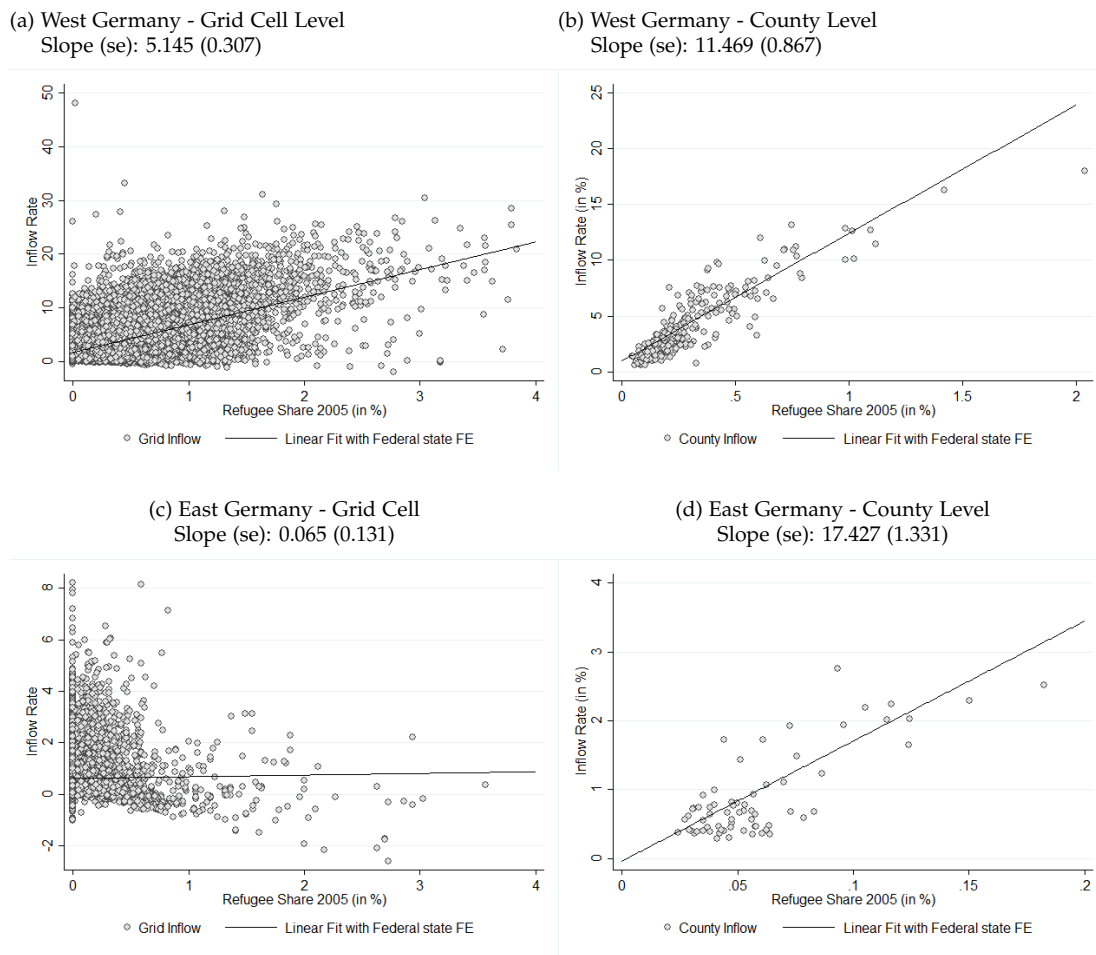 (a) West Germany - Grid Cell Level
Slope (se): 5.145 (0.307)
50
40
30
20
10
0
Inflow Rate
0 1 2 3 4
Refugee Share 2005 (in %)
Grid Inflow Linear Fit with Federal state FE
(b) West Germany - County Level
Slope (se): 11.469 (0.867)
25
20
15
10
5
0
Inflow Rate (in %)
0 .5 1 1.5 2
Refugee Share 2005 (in %)
County Inflow Linear Fit with Federal state FE
(c) East Germany - Grid Cell
Slope (se): 0.065 (0.131)
8
6
4
2
0
-2
Inflow Rate
0 1 2 3 4
Refugee Share 2005 (in %)
Grid Inflow Linear Fit with Federal state FE
(d) East Germany - County Level
Slope (se): 17.427 (1.331)
4
3
2
1
0
Inflow Rate (in %)
0 .05 .1 .15 .2
Refugee Share 2005 (in %)
County Inflow Linear Fit with Federal state FE